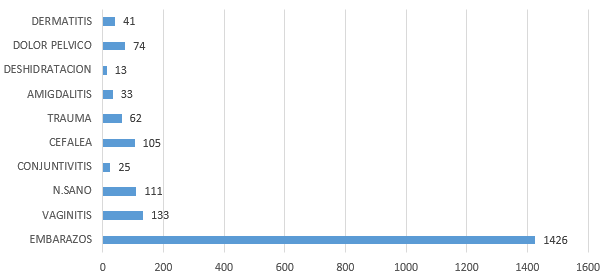 DERMATITIS 41
DOLOR PELVICO 74
DESHIDRATACION 13
AMIGDALITIS 33
TRAUMA 62
CEFALEA 105
CONJUNTIVITIS 25
N.SANO 111
VAGINITIS 133
EMBARAZOS 1426
0 200 400 600 800 1000 1200 1400 1600